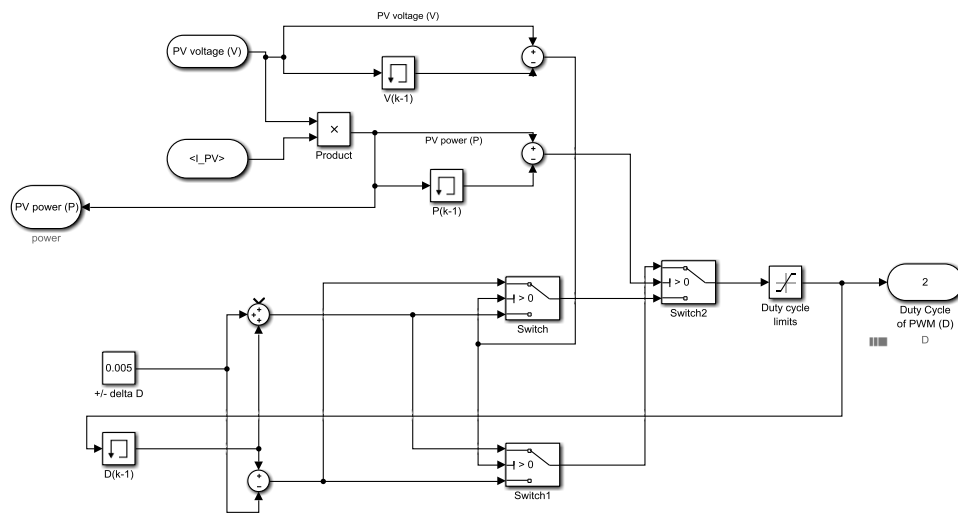 PV voltage (V)
PV voltage (V)
+
−
V(k-1)
<I_PV>
×
Product
PV power (P)
+
−
P(k-1)
PV power (P)
power
> 0
Switch
> 0
Switch2
Duty cycle
limits
2
Duty Cycle
of PWM (D)
D
+
+
+
0.005
+/- delta D
D(k-1)
+
−
> 0
Switch1